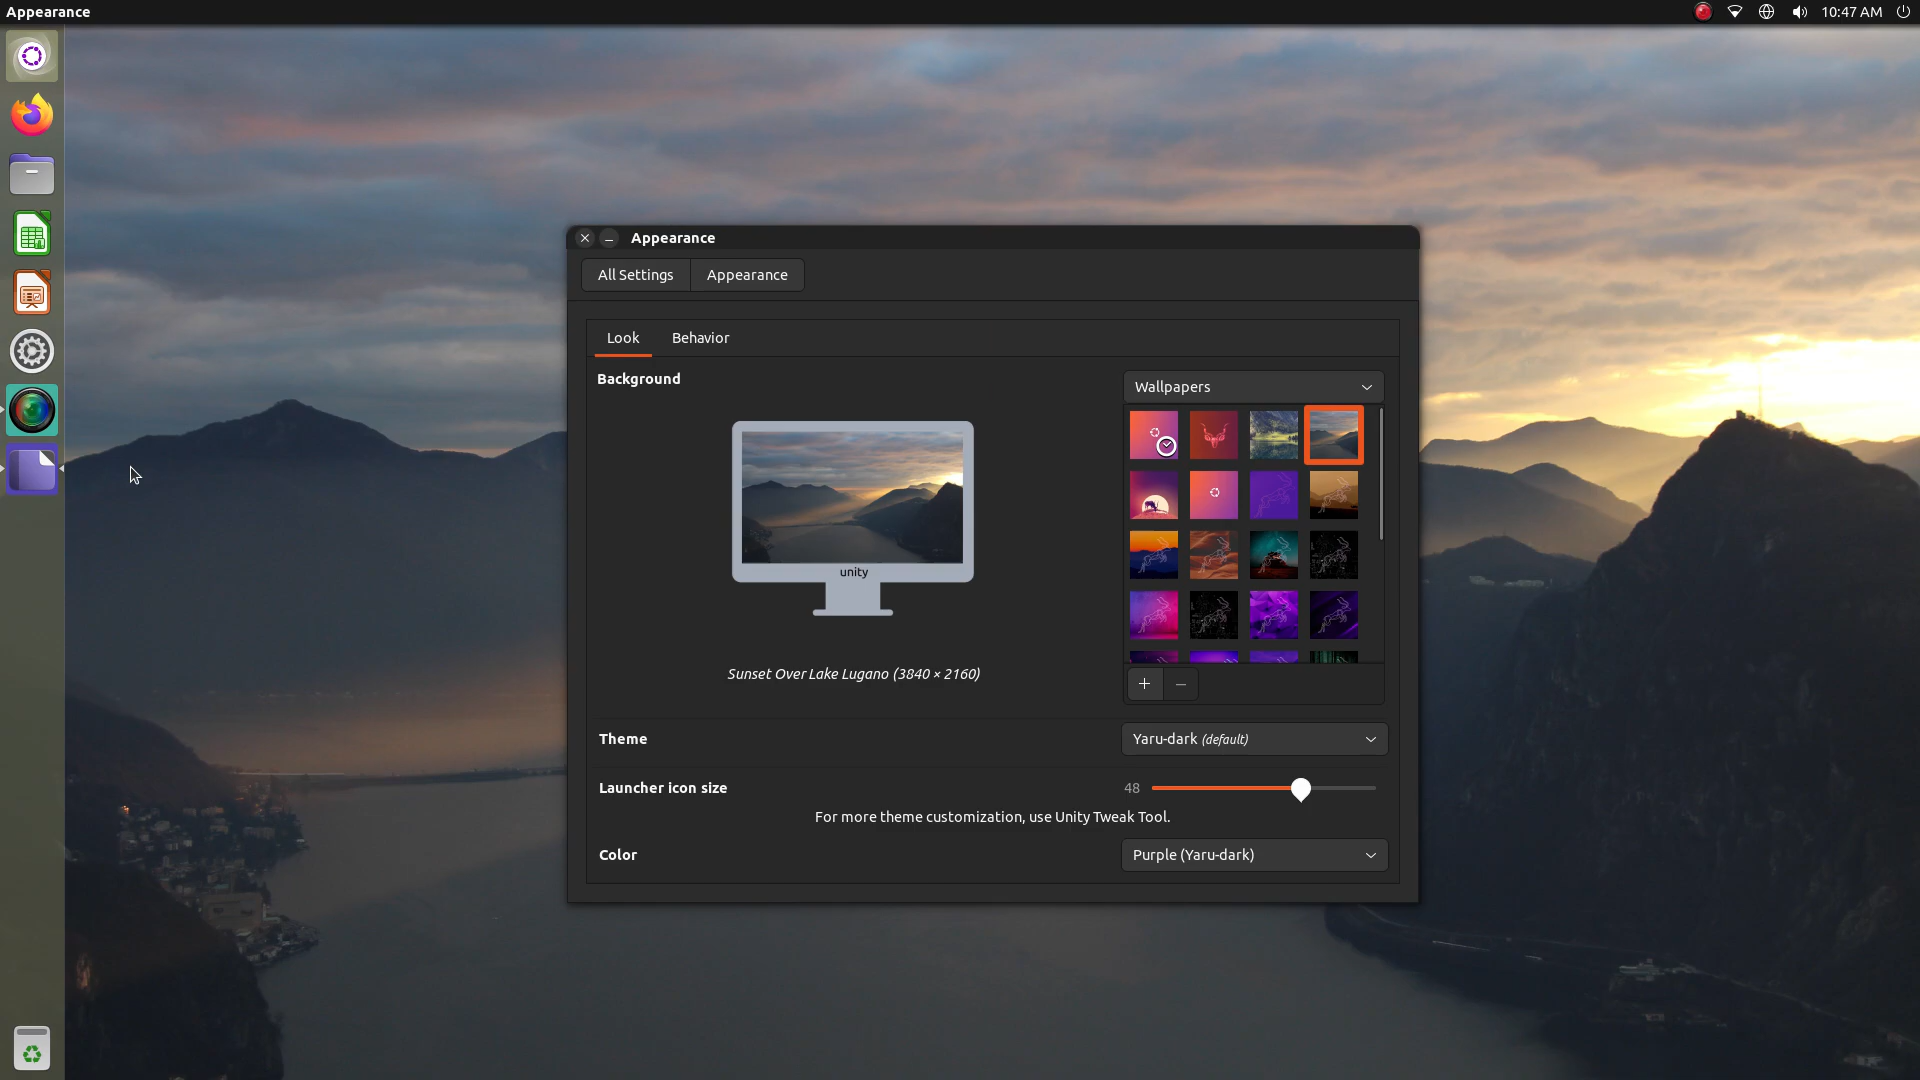 Appearance
10:47 AM
Appearance
All Settings
Appearance
Look
Behavior
Background
Wallpapers
unity
Sunset Over Lake Lugano (3840 × 2160)
Theme
Yaru-dark (default)
Launcher icon size
48
For more theme customization, use Unity Tweak Tool.
Color
Purple (Yaru-dark)